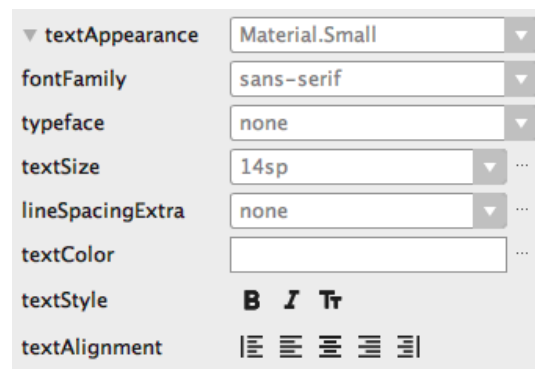 textAppearance Material.Small
fontFamily sans-serif
typeface none
textSize 14sp ...
lineSpacingExtra none ...
textColor ...
textStyle B I Tт
textAlignment